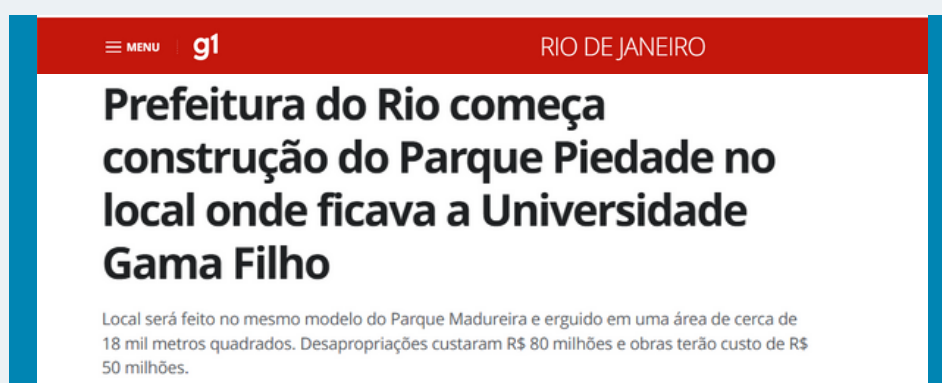 MENU g1 RIO DE JANEIRO
Prefeitura do Rio começa
construção do Parque Piedade no
local onde ficava a Universidade
Gama Filho
Local será feito no mesmo modelo do Parque Madureira e erguido em uma área de cerca de
18 mil metros quadrados. Desapropriações custaram R$ 80 milhões e obras terão custo de R$
50 milhões.